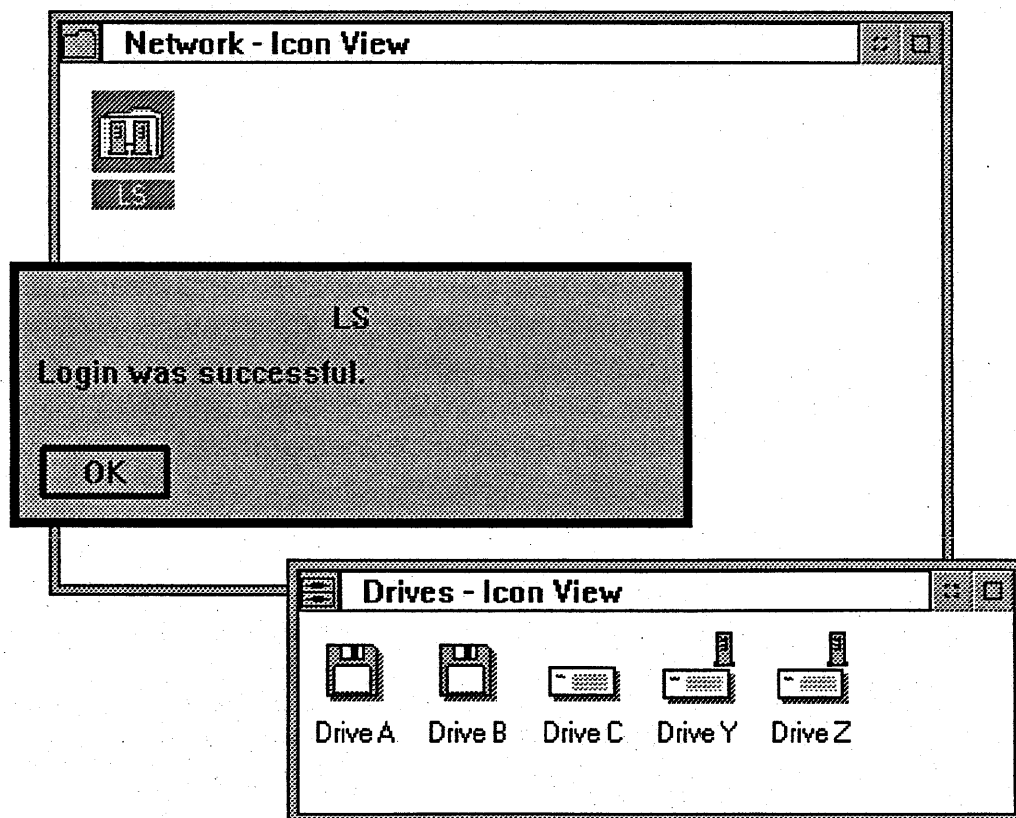 Network - Icon View
LS
LS
Login was successful.
OK
Drives - Icon View
Drive A Drive B Drive C Drive Y Drive Z